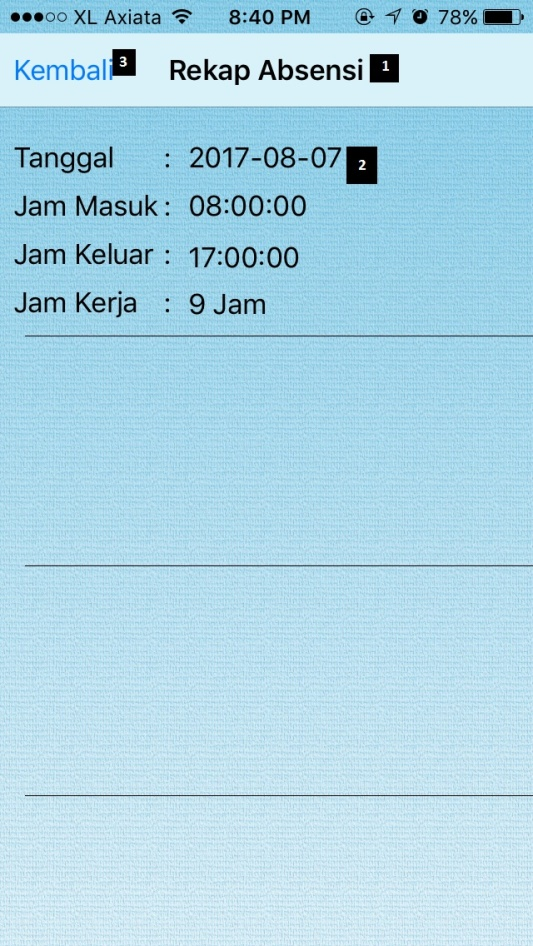 XL Axiata 8:40 PM 78%
Kembali 3 Rekap Absensi 1
Tanggal : 2017-08-07 2
Jam Masuk : 08:00:00
Jam Keluar : 17:00:00
Jam Kerja : 9 Jam